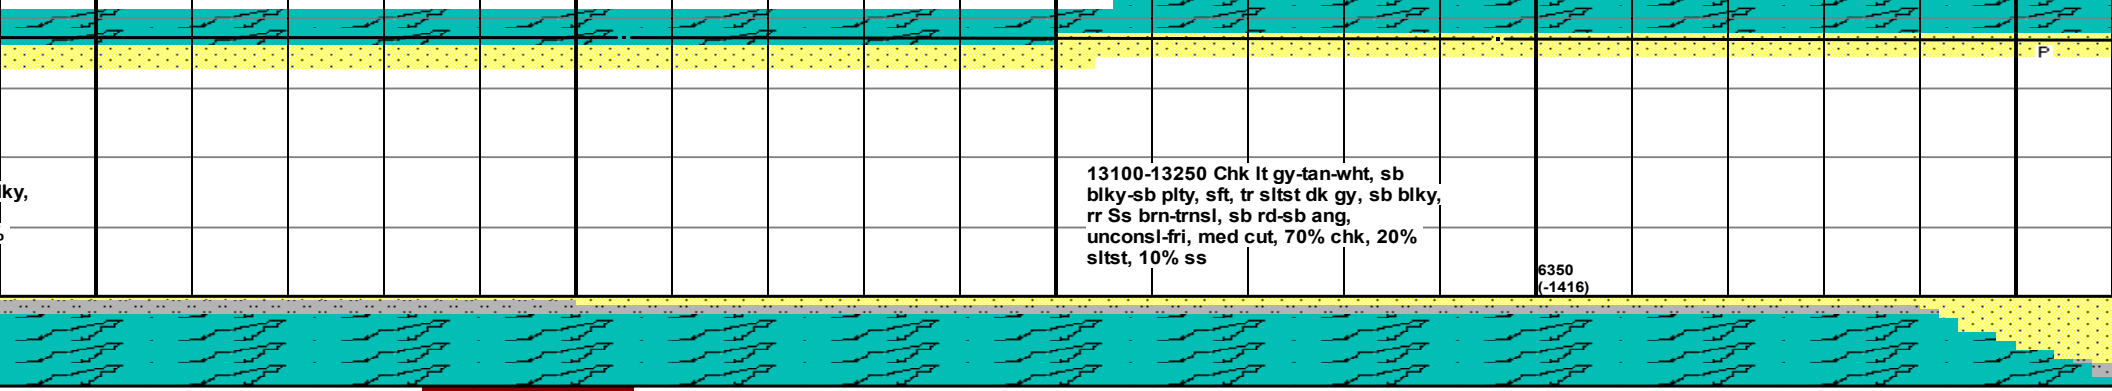 P
lky,
13100-13250 Chk lt gy-tan-wht, sb
blky-sb plty, sft, tr sltst dk gy, sb blky,
rr Ss brn-trnsl, sb rd-sb ang,
unconsl-fri, med cut, 70% chk, 20%
sltst, 10% ss
6350
(-1416)